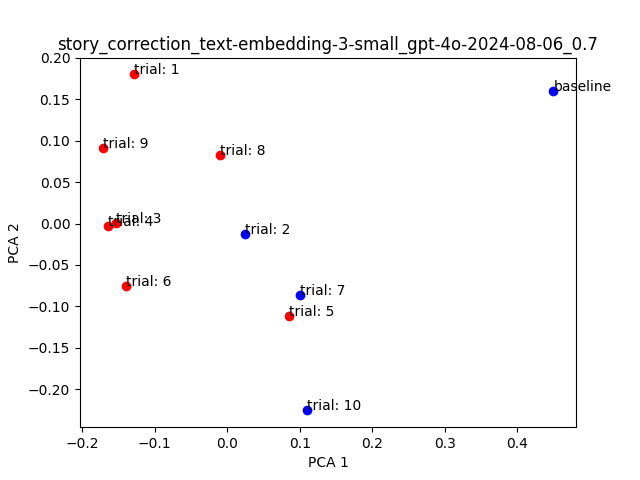 story_correction_text-embedding-3-small_gpt-4o-2024-08-06_0.7
0.20
0.15
0.10
0.05
0.00
−0.05
−0.10
−0.15
−0.20
PCA 2
trial: 1
baseline
trial: 9
trial: 8
trial: 3
trial: 4
trial: 2
trial: 6
trial: 7
trial: 5
trial: 10
−0.2
−0.1
0.0
0.1
0.2
0.3
0.4
PCA 1